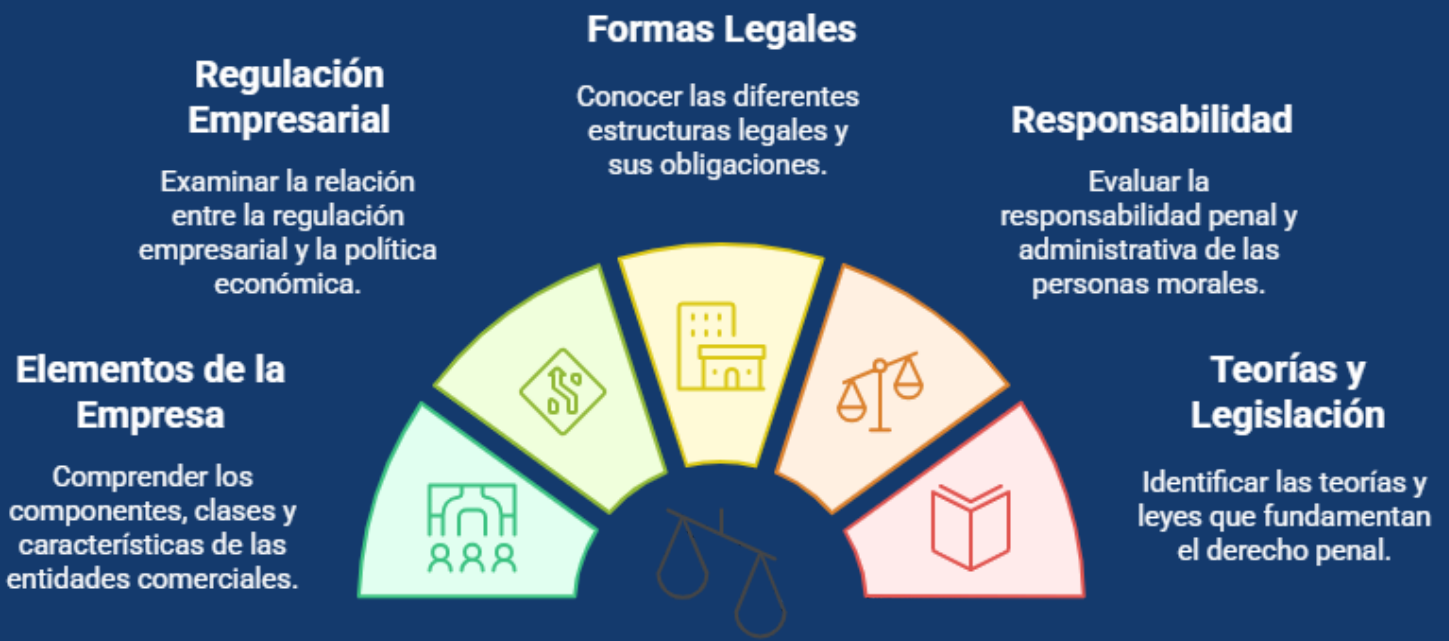 Formas Legales
Conocer las diferentes
estructuras legales y
sus obligaciones.
Regulación
Empresarial
Examinar la relación
entre la regulación
empresarial y la política
económica.
Responsabilidad
Evaluar la
responsabilidad penal y
administrativa de las
personas morales.
Elementos de la
Empresa
Comprender los
componentes, clases y
características de las
entidades comerciales.
Teorías y
Legislación
Identificar las teorías y
leyes que fundamentan
el derecho penal.